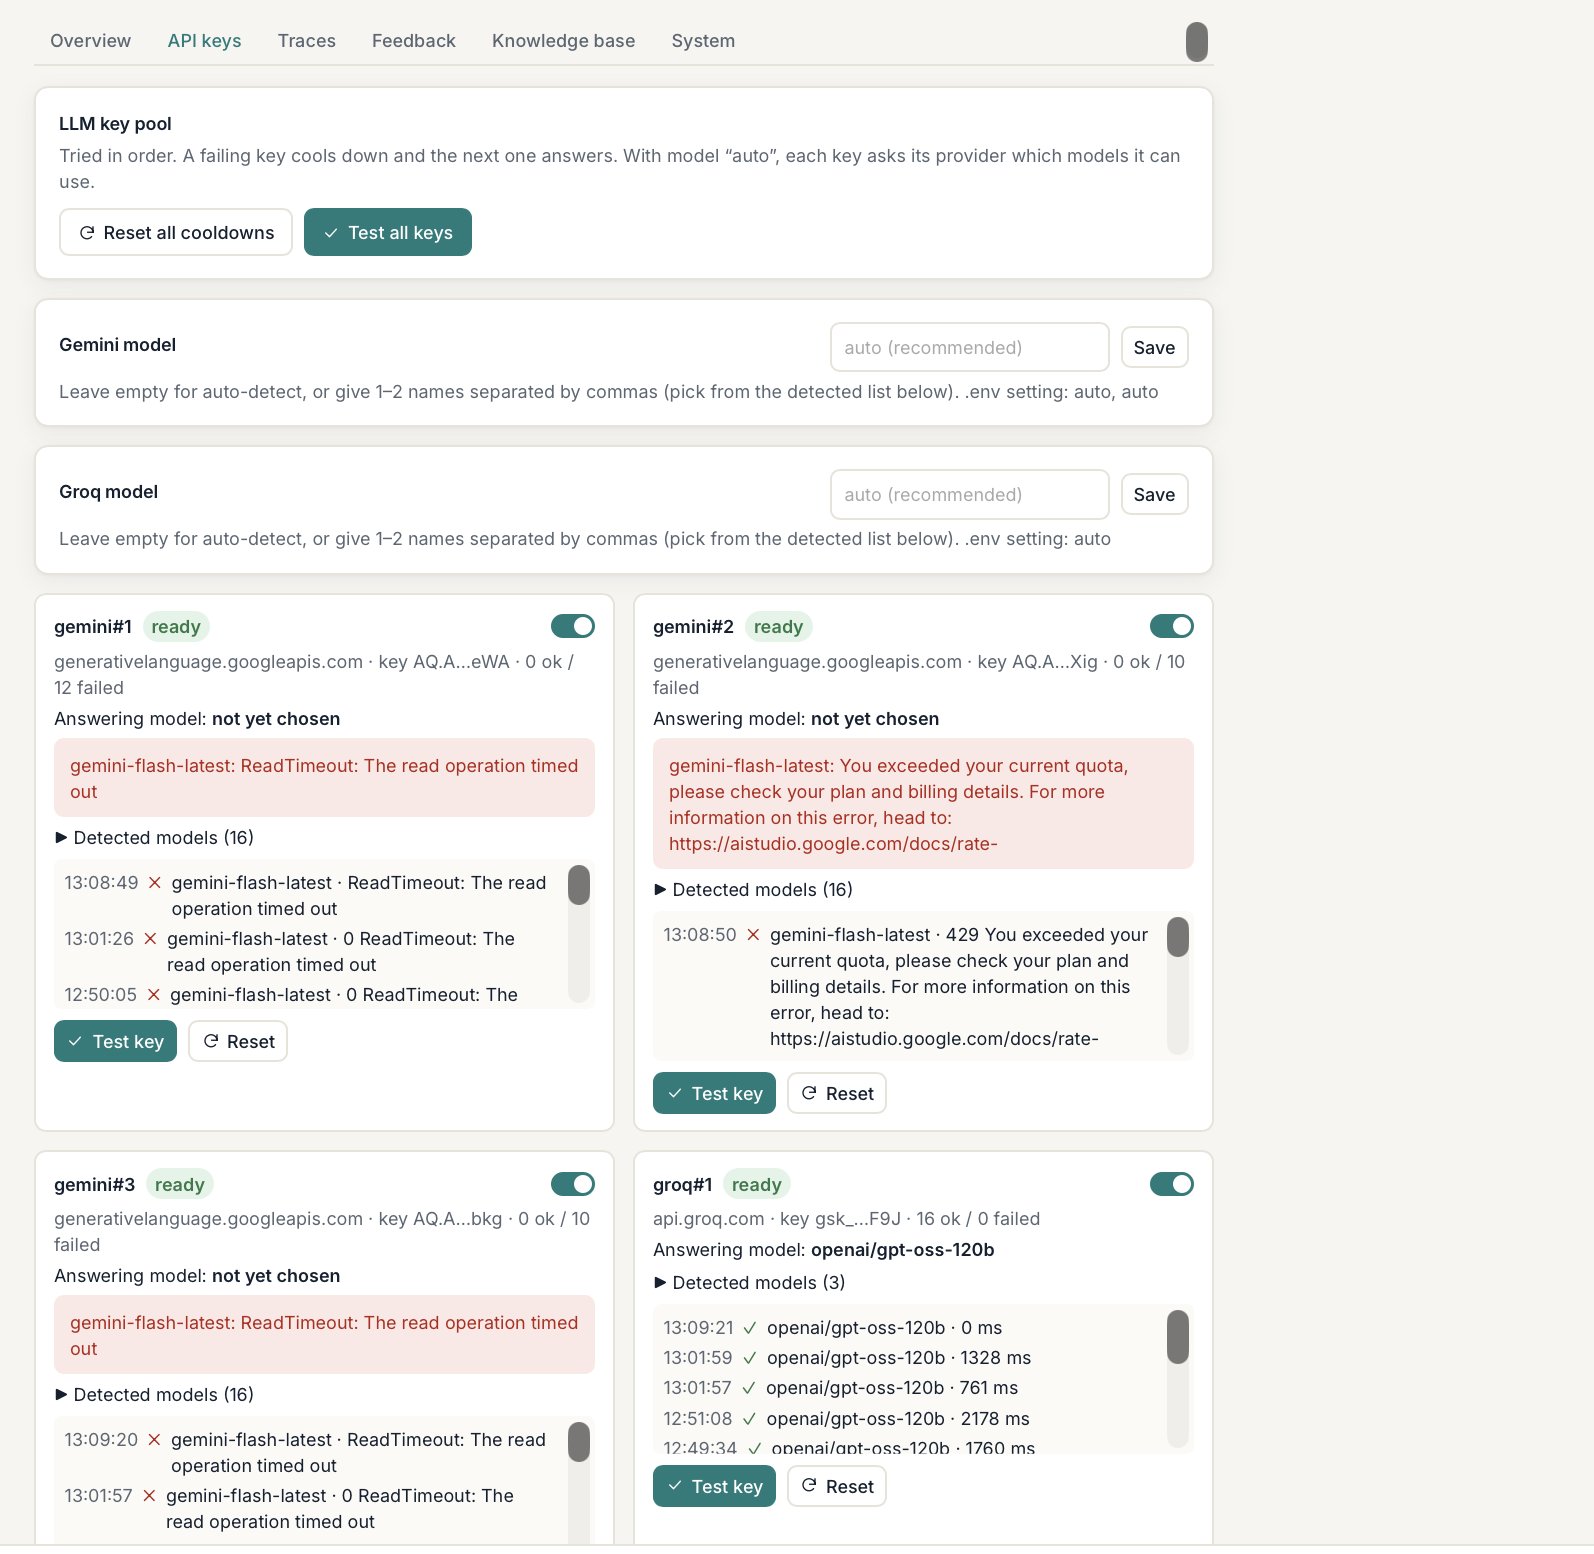 Overview API keys Traces Feedback Knowledge base System
LLM key pool
Tried in order. A failing key cools down and the next one answers. With model “auto”, each key asks its provider which models it can
use.
Reset all cooldowns Test all keys
Gemini model
auto (recommended) Save
Leave empty for auto-detect, or give 1–2 names separated by commas (pick from the detected list below). .env setting: auto, auto
Groq model
auto (recommended) Save
Leave empty for auto-detect, or give 1–2 names separated by commas (pick from the detected list below). .env setting: auto
gemini#1 ready
generativelanguage.googleapis.com · key AQ.A…eWA · 0 ok /
12 failed
Answering model: not yet chosen
gemini-flash-latest: ReadTimeout: The read operation timed
out
▶ Detected models (16)
13:08:49 ✕ gemini-flash-latest · ReadTimeout: The read
operation timed out
13:01:26 ✕ gemini-flash-latest · 0 ReadTimeout: The
read operation timed out
12:50:05 ✕ gemini-flash-latest · 0 ReadTimeout: The
Test key Reset
gemini#2 ready
generativelanguage.googleapis.com · key AQ.A…Xig · 0 ok / 10
failed
Answering model: not yet chosen
gemini-flash-latest: You exceeded your current quota,
please check your plan and billing details. For more
information on this error, head to:
https://aistudio.google.com/docs/rate-
▶ Detected models (16)
13:08:50 ✕ gemini-flash-latest · 429 You exceeded your
current quota, please check your plan and
billing details. For more information on this
error, head to:
https://aistudio.google.com/docs/rate-
Test key Reset
gemini#3 ready
generativelanguage.googleapis.com · key AQ.A…bkg · 0 ok / 10
failed
Answering model: not yet chosen
gemini-flash-latest: ReadTimeout: The read operation timed
out
▶ Detected models (16)
13:09:20 ✕ gemini-flash-latest · ReadTimeout: The read
operation timed out
13:01:57 ✕ gemini-flash-latest · 0 ReadTimeout: The
read operation timed out
groq#1 ready
api.groq.com · key gsk_…F9J · 16 ok / 0 failed
Answering model: openai/gpt-oss-120b
▶ Detected models (3)
13:09:21 ✓ openai/gpt-oss-120b · 0 ms
13:01:59 ✓ openai/gpt-oss-120b · 1328 ms
13:01:57 ✓ openai/gpt-oss-120b · 761 ms
12:51:08 ✓ openai/gpt-oss-120b · 2178 ms
12:49:34 ✓ openai/gpt-oss-120b · 1760 ms
Test key Reset